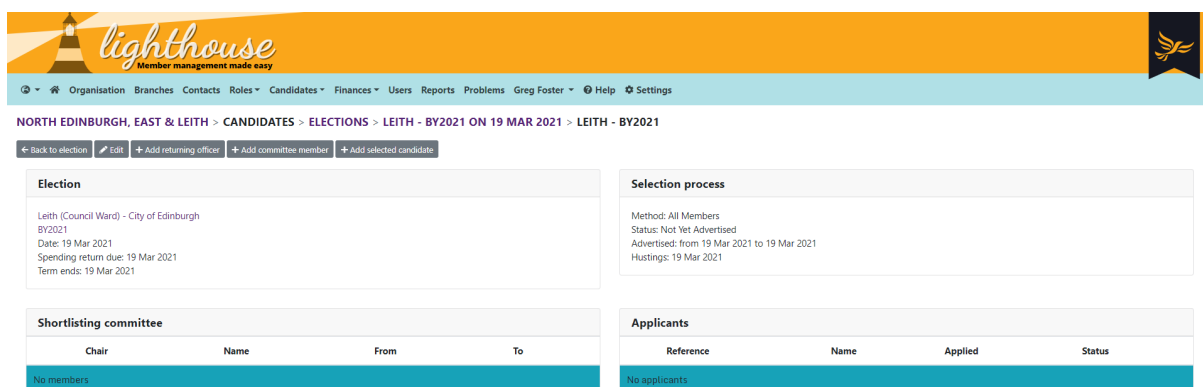 lighthouse
Member management made easy
Organisation Branches Contacts Roles Candidates Finances Users Reports Problems Greg Foster Help Settings
NORTH EDINBURGH, EAST & LEITH > CANDIDATES > ELECTIONS > LEITH - BY2021 ON 19 MAR 2021 > LEITH - BY2021
Back to election Edit + Add returning officer + Add committee member + Add selected candidate
Election
Leith (Council Ward) - City of Edinburgh
BY2021
Date: 19 Mar 2021
Spending return due: 19 Mar 2021
Term ends: 19 Mar 2021
Selection process
Method: All Members
Status: Not Yet Advertised
Advertised: from 19 Mar 2021 to 19 Mar 2021
Hustings: 19 Mar 2021
Shortlisting committee
Chair Name From To
No members
Applicants
Reference Name Applied Status
No applicants